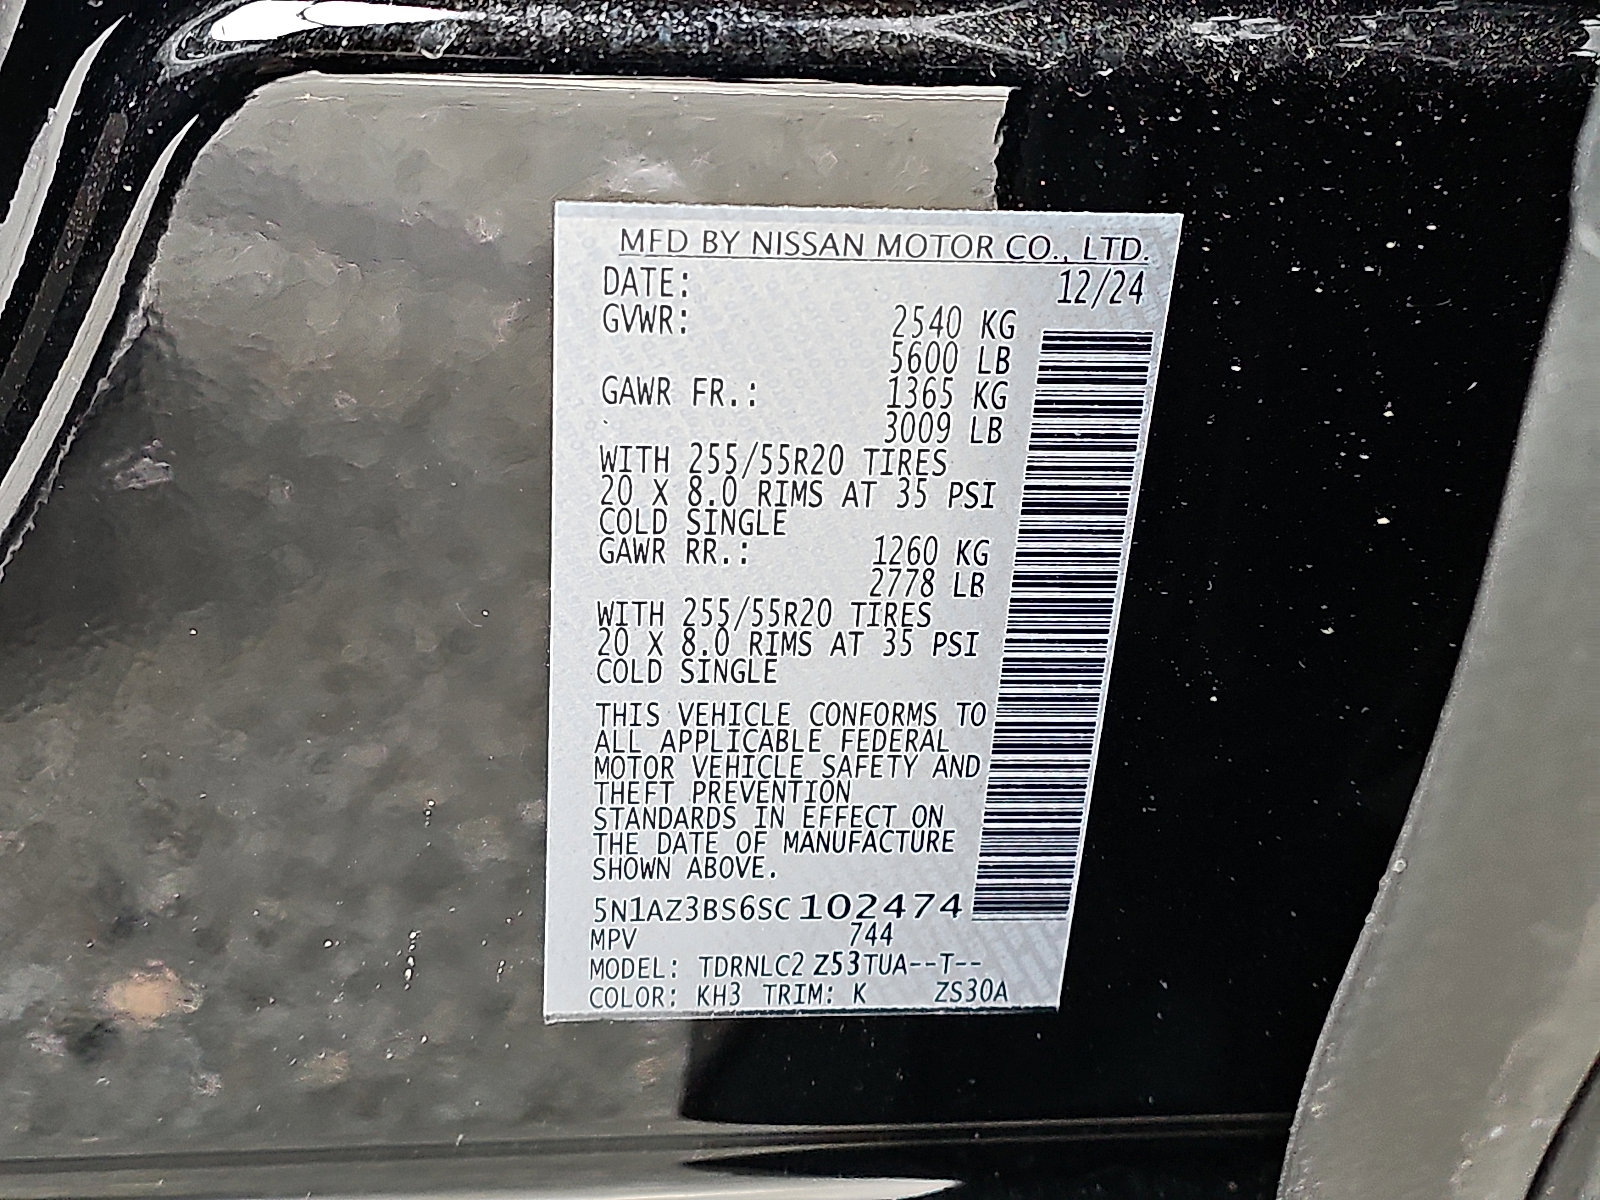 MFD BY NISSAN MOTOR CO., LTD.
DATE: 12/24
GVWR: 2540 KG
5600 LB
GAWR FR.: 1365 KG
3009 LB
WITH 255/55R20 TIRES
20 X 8.0 RIMS AT 35 PSI
COLD SINGLE
GAWR RR.: 1260 KG
2778 LB
WITH 255/55R20 TIRES
20 X 8.0 RIMS AT 35 PSI
COLD SINGLE
THIS VEHICLE CONFORMS TO
ALL APPLICABLE FEDERAL
MOTOR VEHICLE SAFETY AND
THEFT PREVENTION
STANDARDS IN EFFECT ON
THE DATE OF MANUFACTURE
SHOWN ABOVE.
5N1AZ3BS6SC102474
MPV 744
MODEL: TDRNLC2 Z53TUA--T--
COLOR: KH3 TRIM: K ZS30A